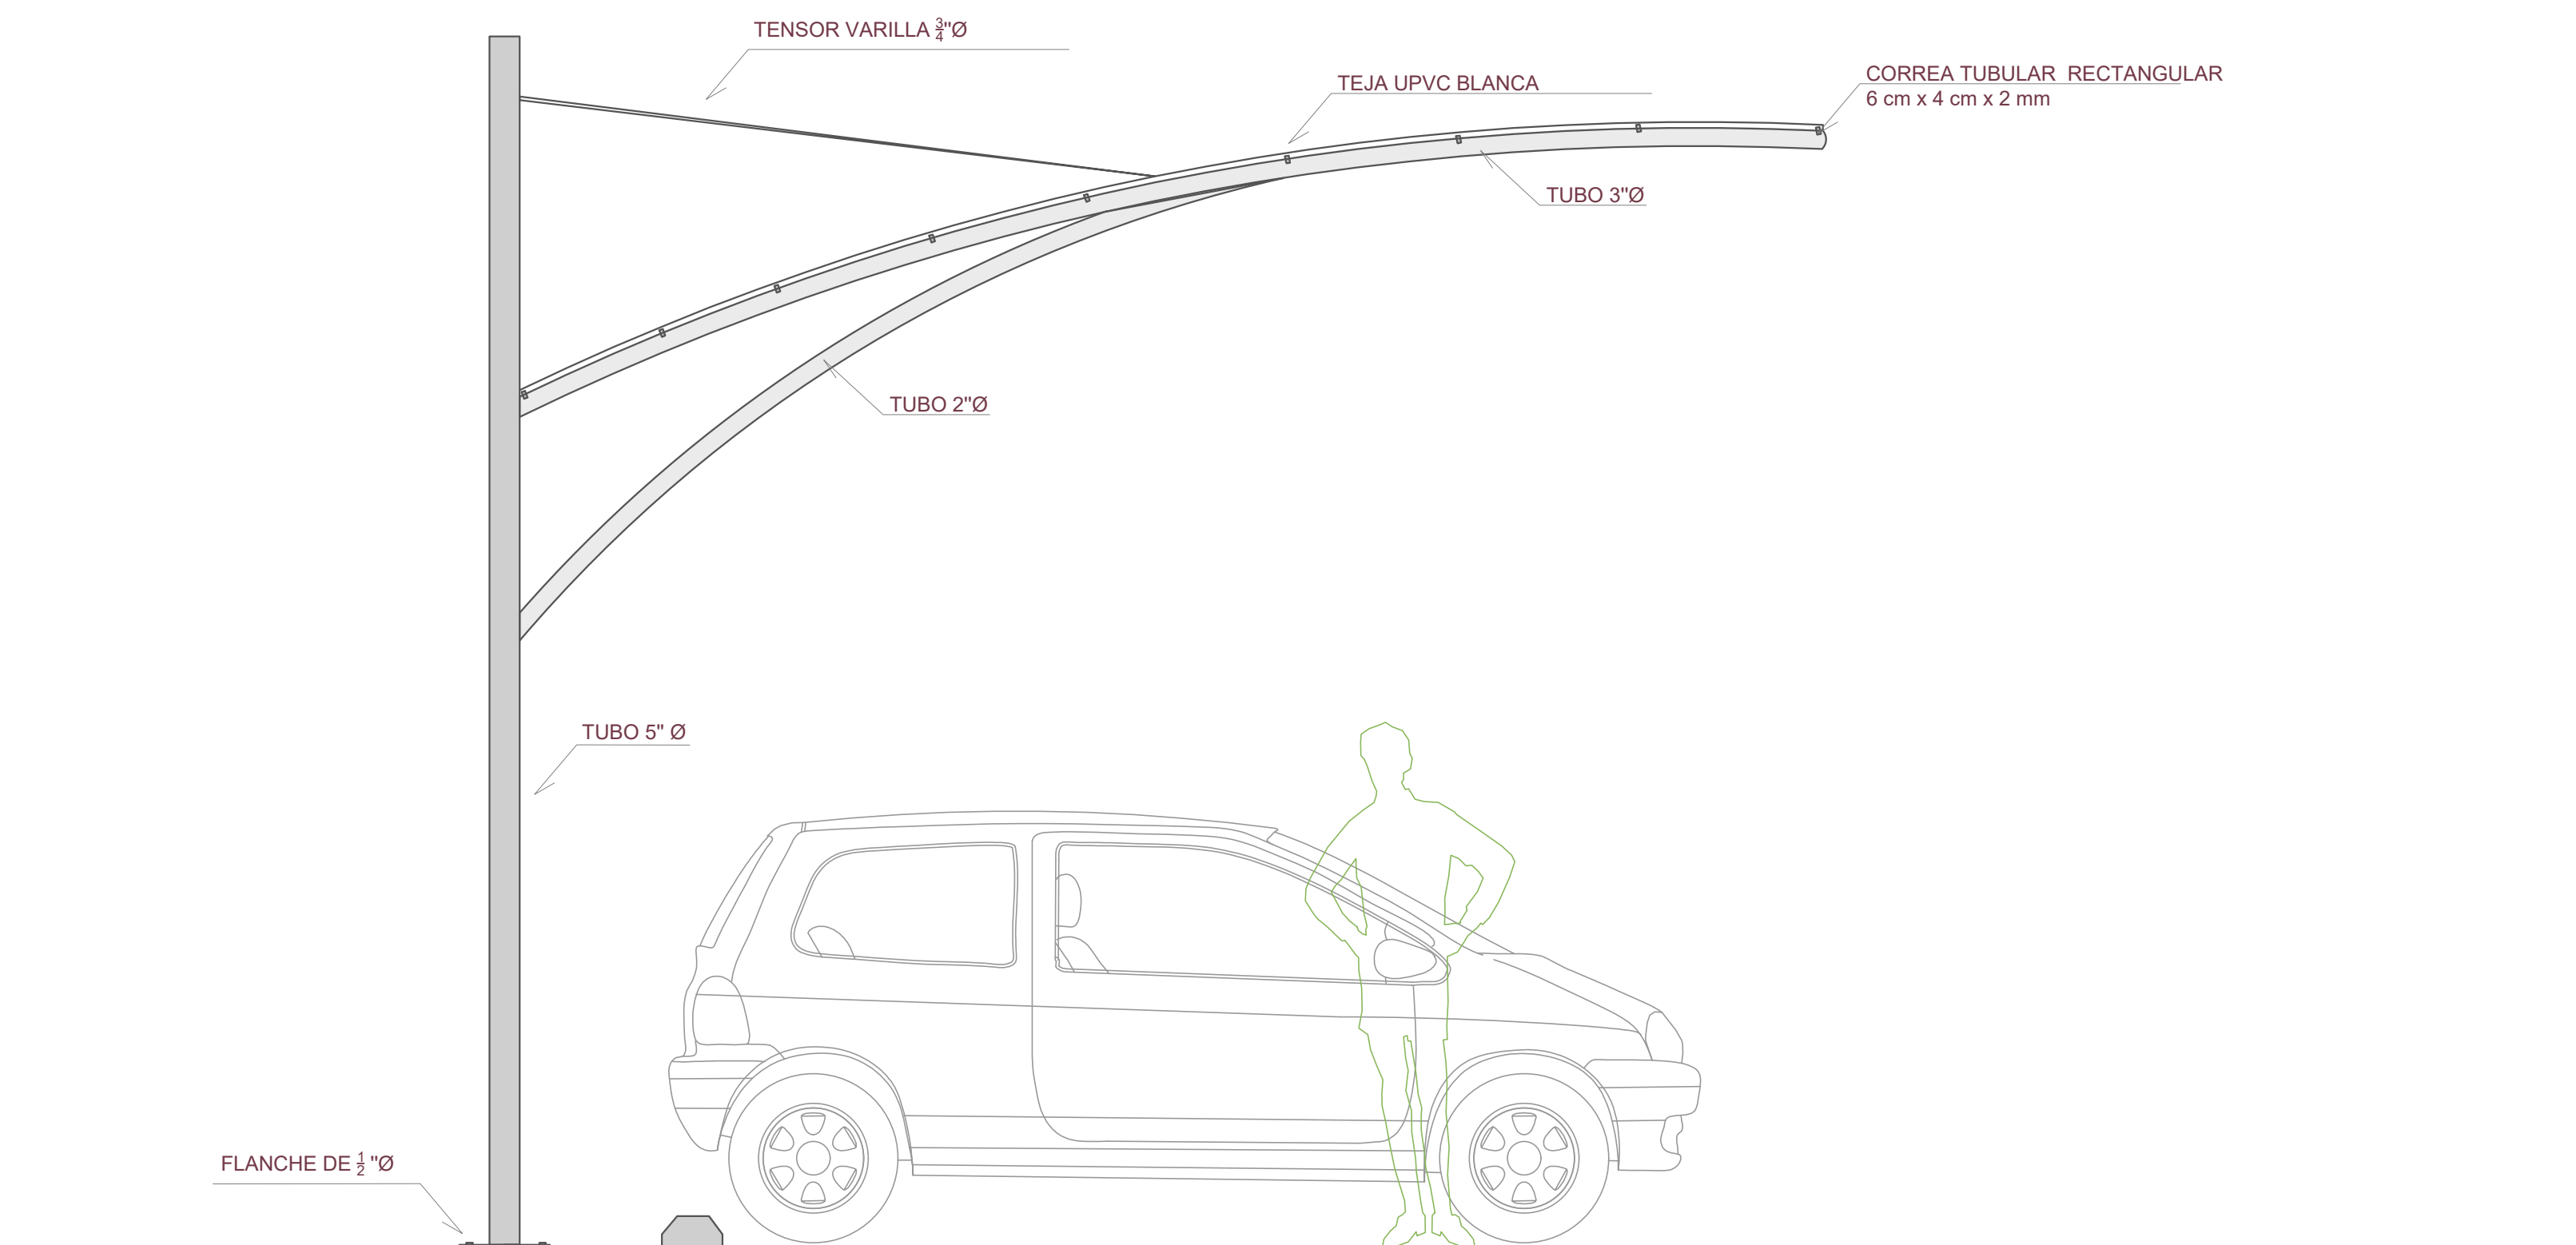 TENSOR VARILLA 3/4"Ø
CORREA TUBULAR RECTANGULAR
6 cm x 4 cm x 2 mm
TEJA UPVC BLANCA
TUBO 3"Ø
TUBO 2"Ø
TUBO 5" Ø
FLANCHE DE 1/2 "Ø